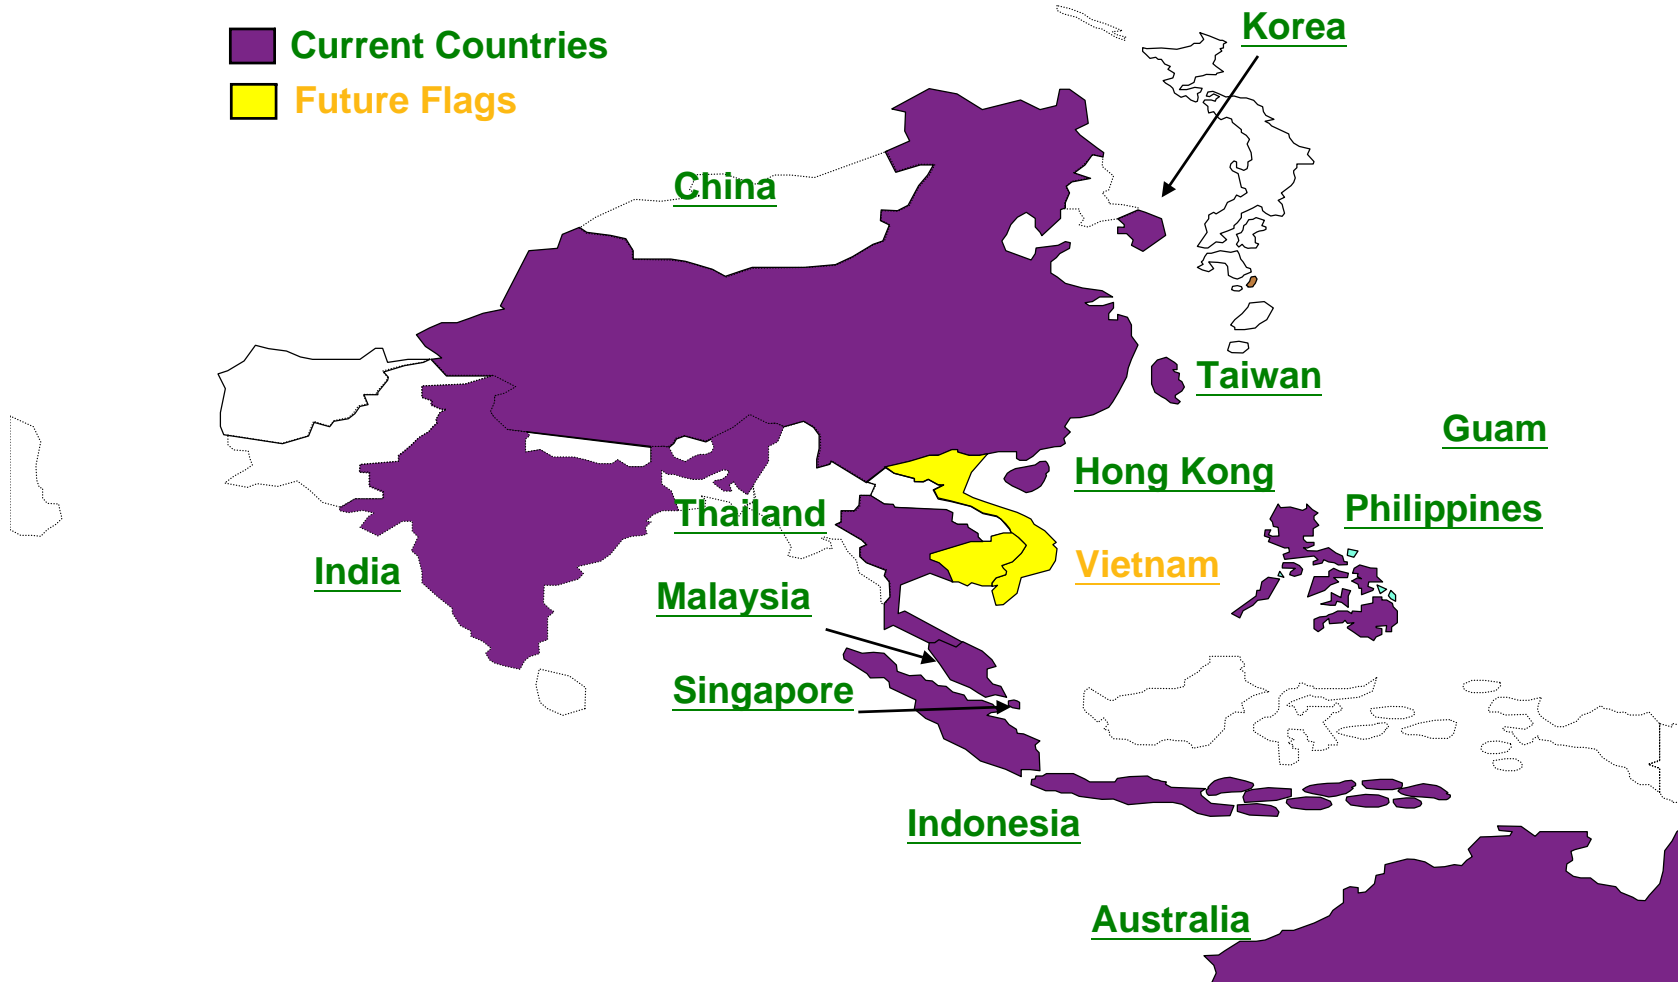 Korea
Current Countries
Future Flags
China
Taiwan
Guam
Hong Kong
Philippines
Thailand
India
Vietnam
Malaysia
Singapore
Indonesia
Australia